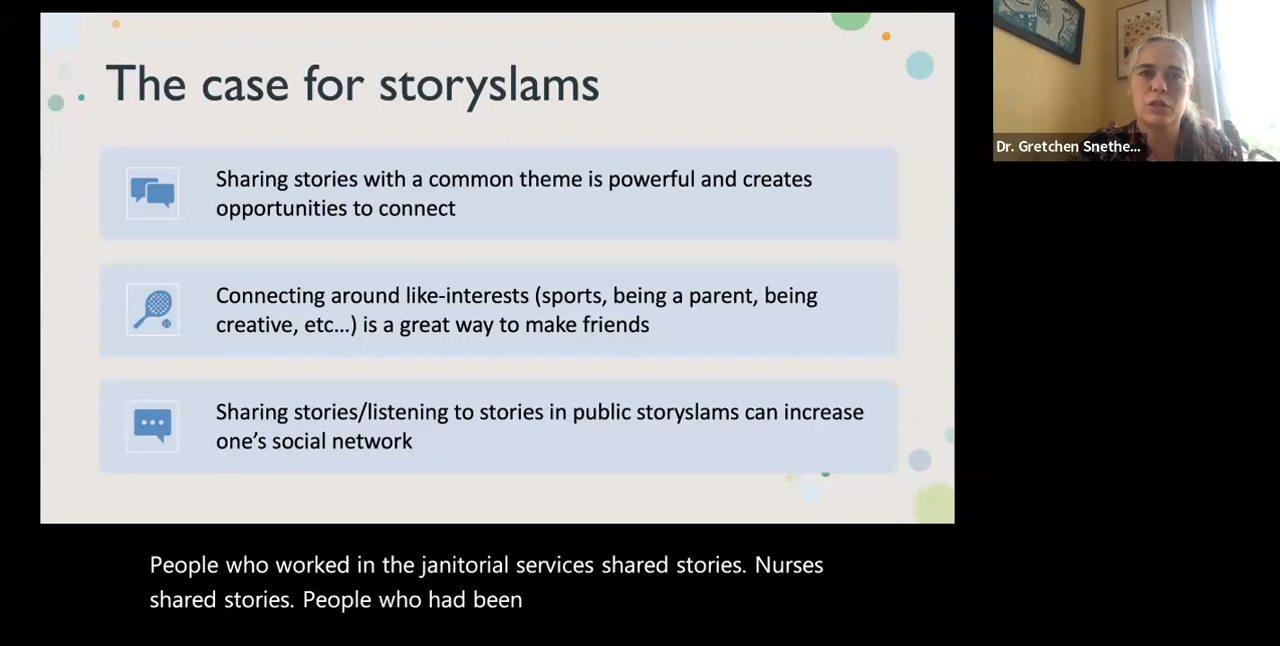 The case for storyslams
Dr. Gretchen Snethe...
Sharing stories with a common theme is powerful and creates
opportunities to connect
Connecting around like-interests (sports, being a parent, being
creative, etc...) is a great way to make friends
Sharing stories/listening to stories in public storyslams can increase
one’s social network
People who worked in the janitorial services shared stories. Nurses
shared stories. People who had been